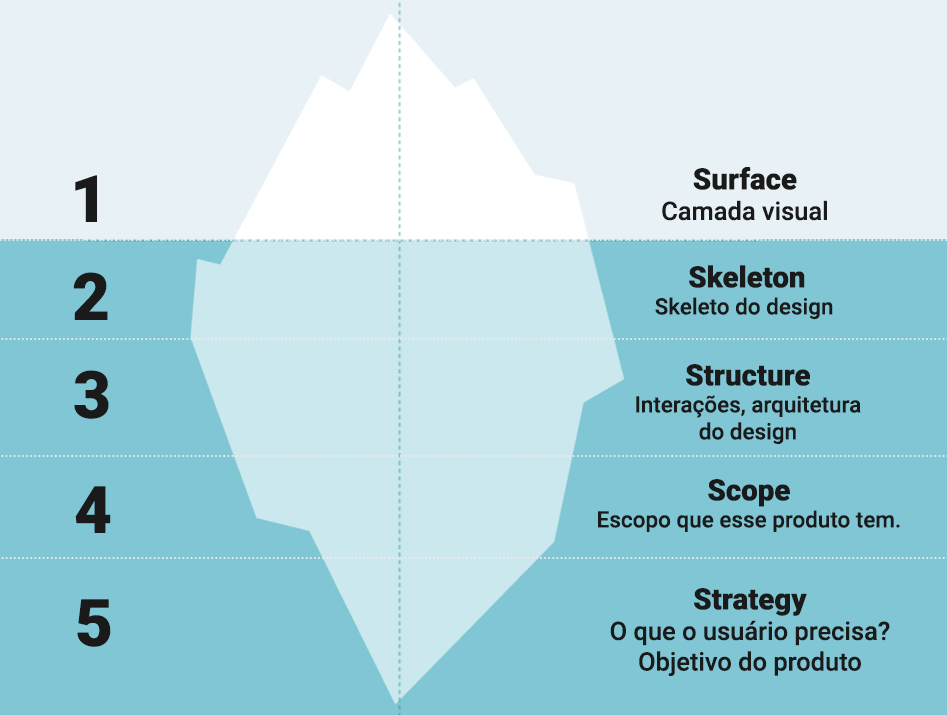 1
Surface
Camada visual
2
Skeleton
Skeleto do design
3
Structure
Interações, arquitetura
do design
4
Scope
Escopo que esse produto tem.
5
Strategy
O que o usuário precisa?
Objetivo do produto